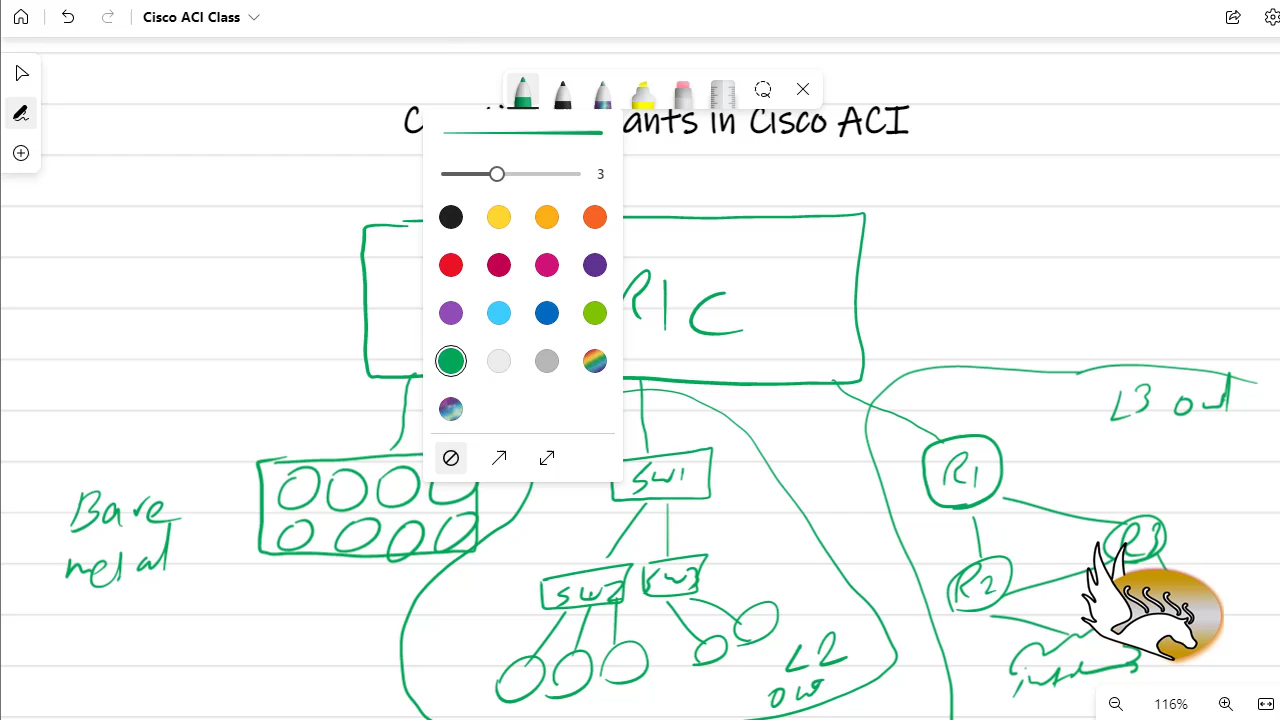 Cisco ACI Class
ants in Cisco ACI
3
RIC
L3 out
SW1
R1
Bare
metal
R3
SW2
SW3
R2
L2
out
116%